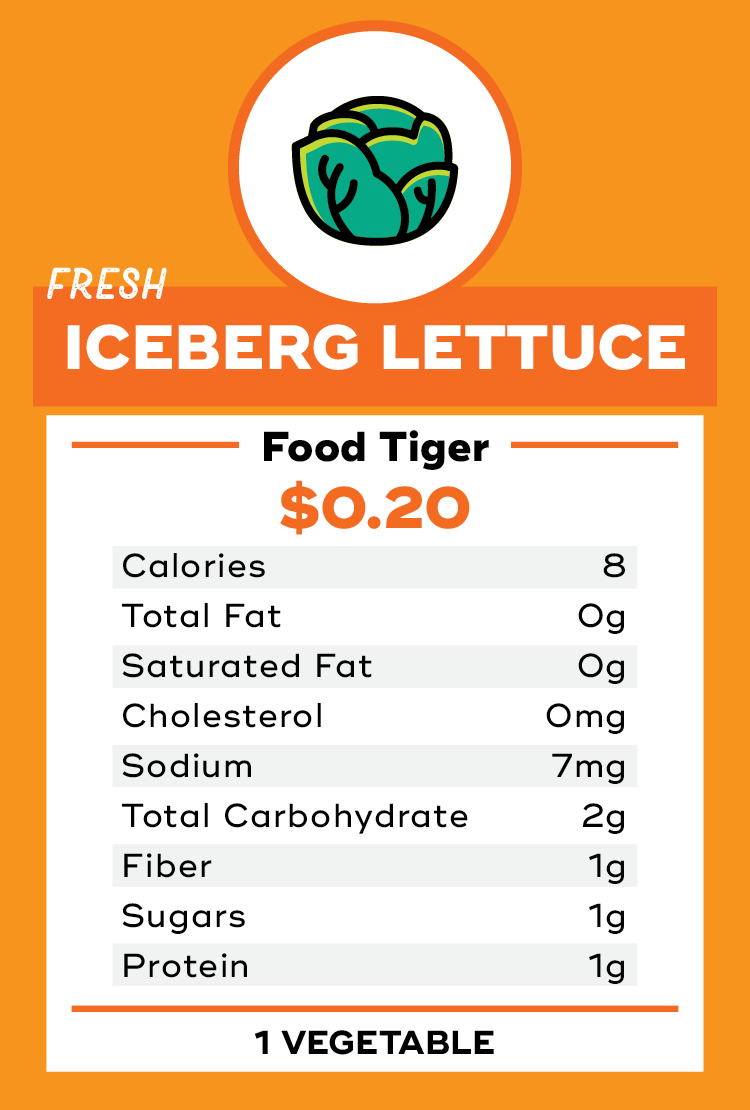 FRESH
ICEBERG LETTUCE
Food Tiger
$0.20
Calories 8
Total Fat 0g
Saturated Fat 0g
Cholesterol 0mg
Sodium 7mg
Total Carbohydrate 2g
Fiber 1g
Sugars 1g
Protein 1g
1 VEGETABLE